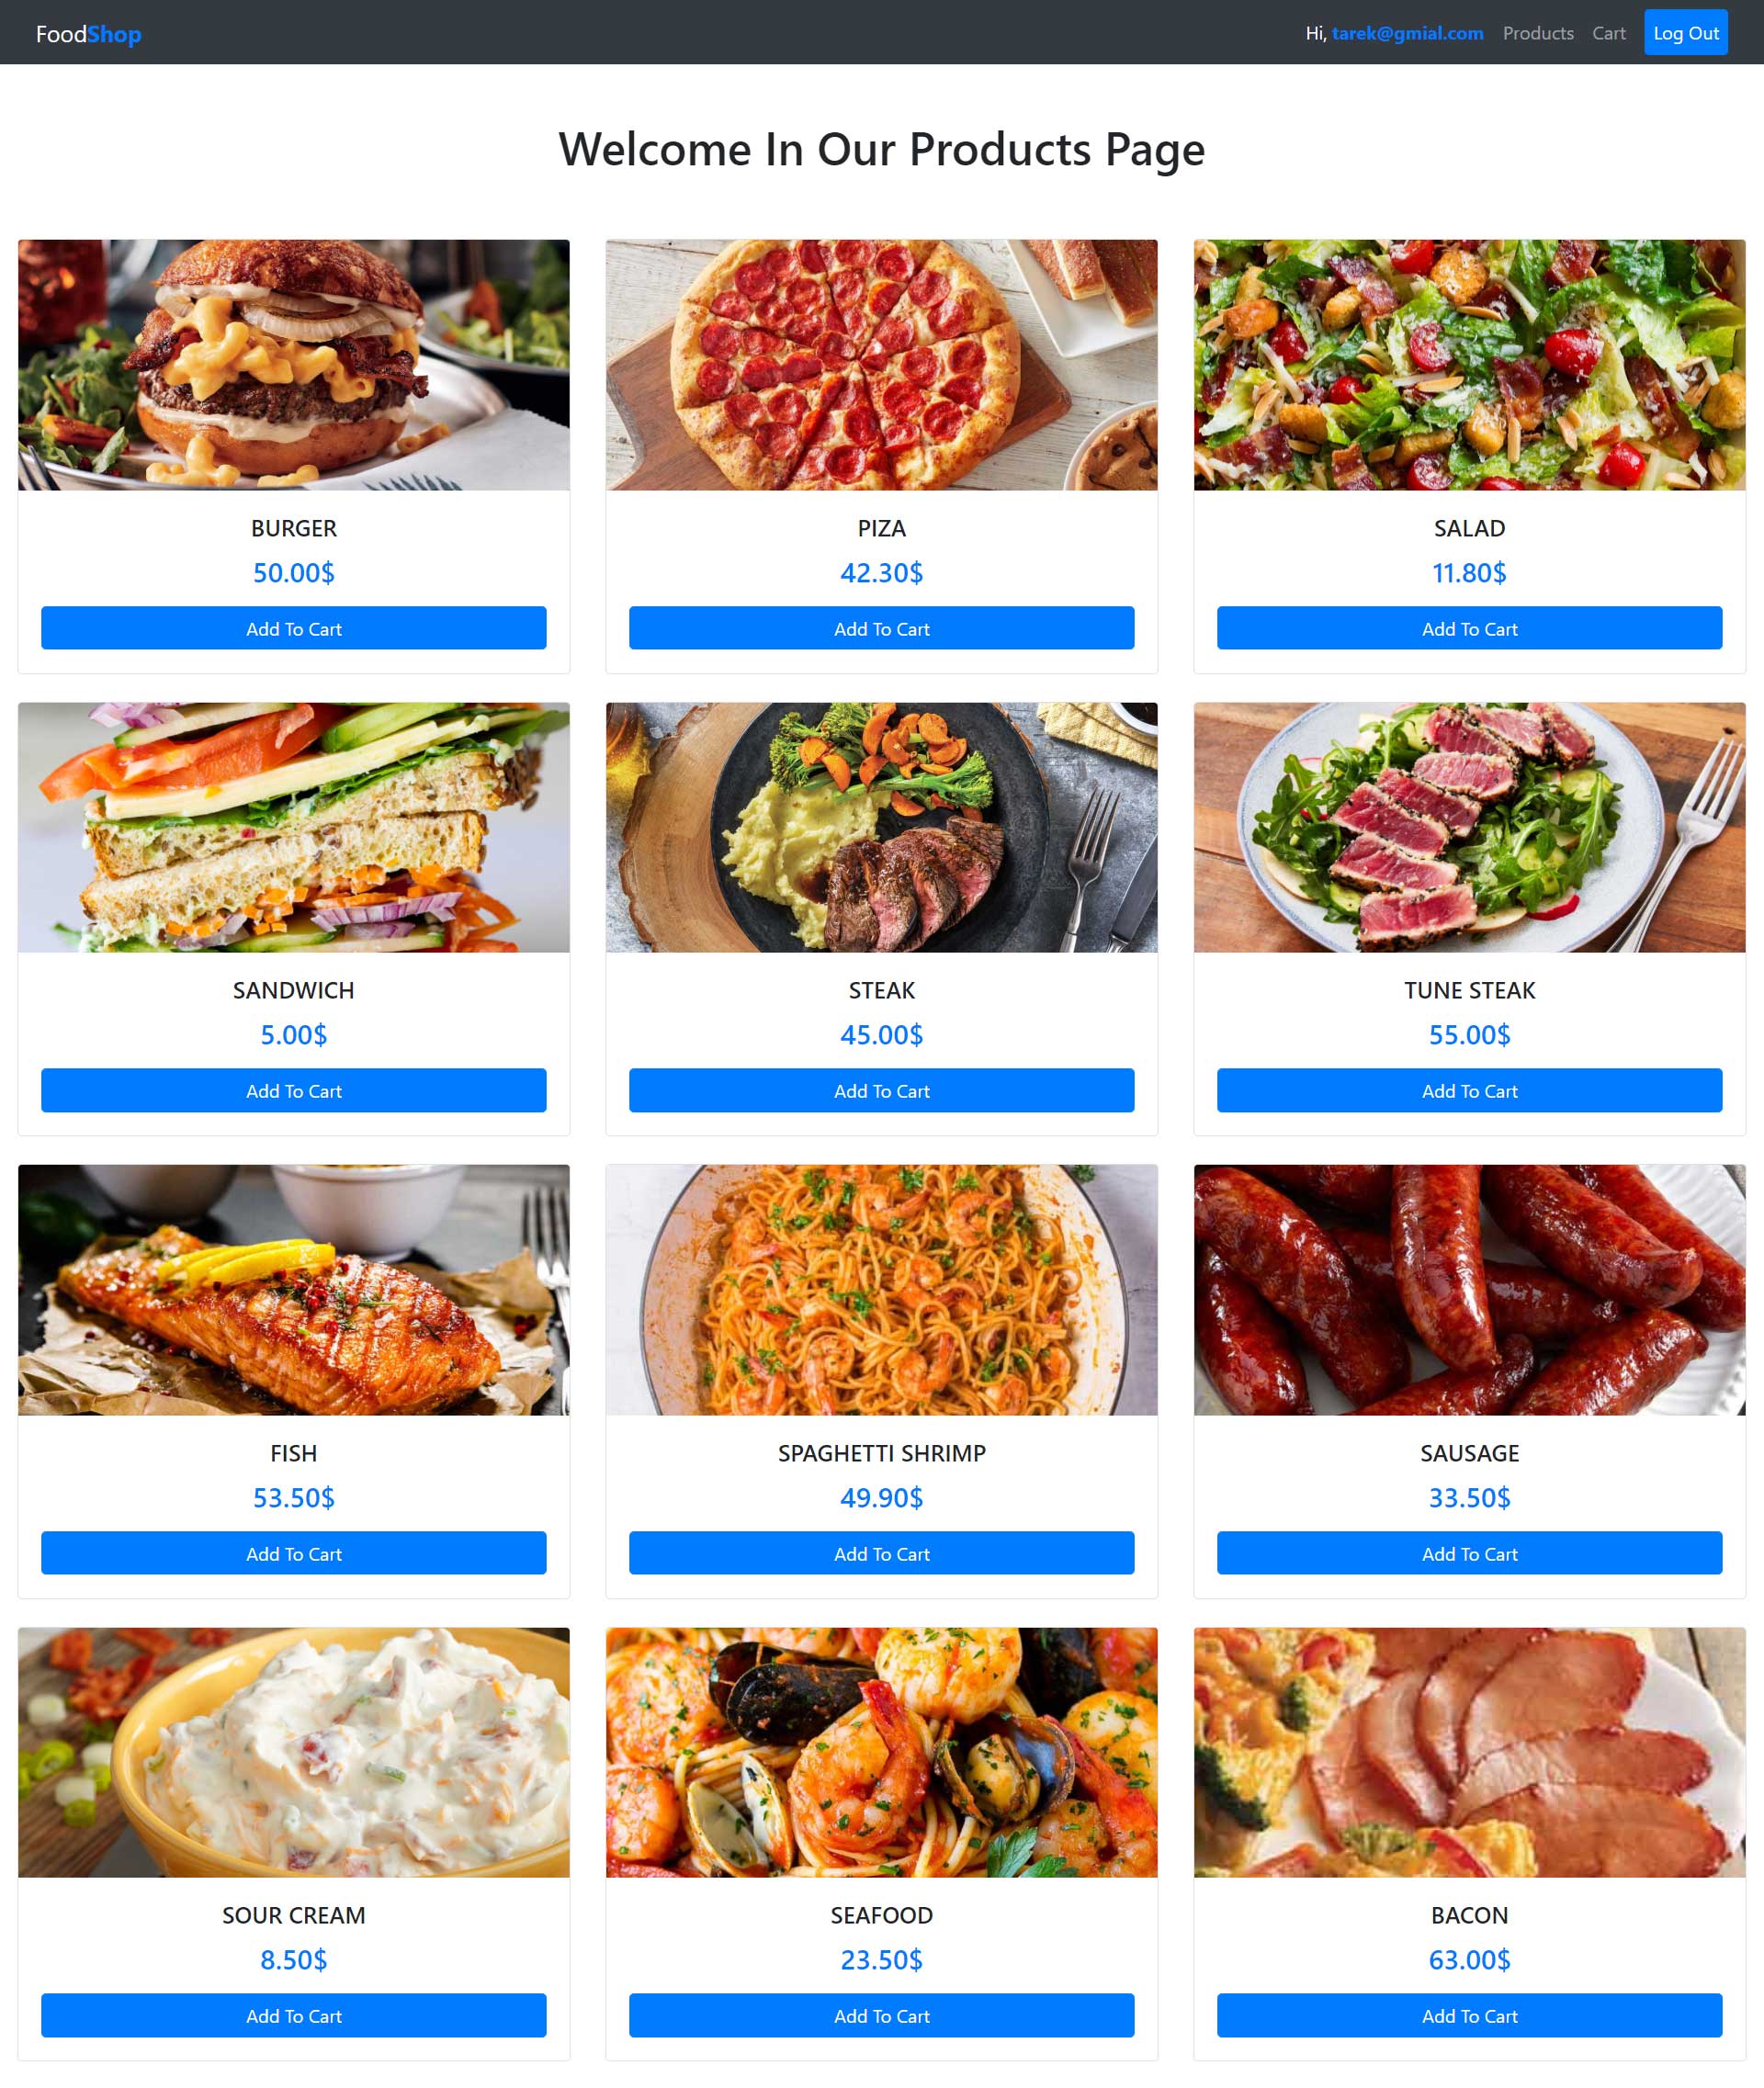 FoodShop
Hi, tarek@gmial.com Products Cart Log Out
Welcome In Our Products Page
BURGER
50.00$
Add To Cart
PIZA
42.30$
Add To Cart
SALAD
11.80$
Add To Cart
SANDWICH
5.00$
Add To Cart
STEAK
45.00$
Add To Cart
TUNE STEAK
55.00$
Add To Cart
FISH
53.50$
Add To Cart
SPAGHETTI SHRIMP
49.90$
Add To Cart
SAUSAGE
33.50$
Add To Cart
SOUR CREAM
8.50$
Add To Cart
SEAFOOD
23.50$
Add To Cart
BACON
63.00$
Add To Cart